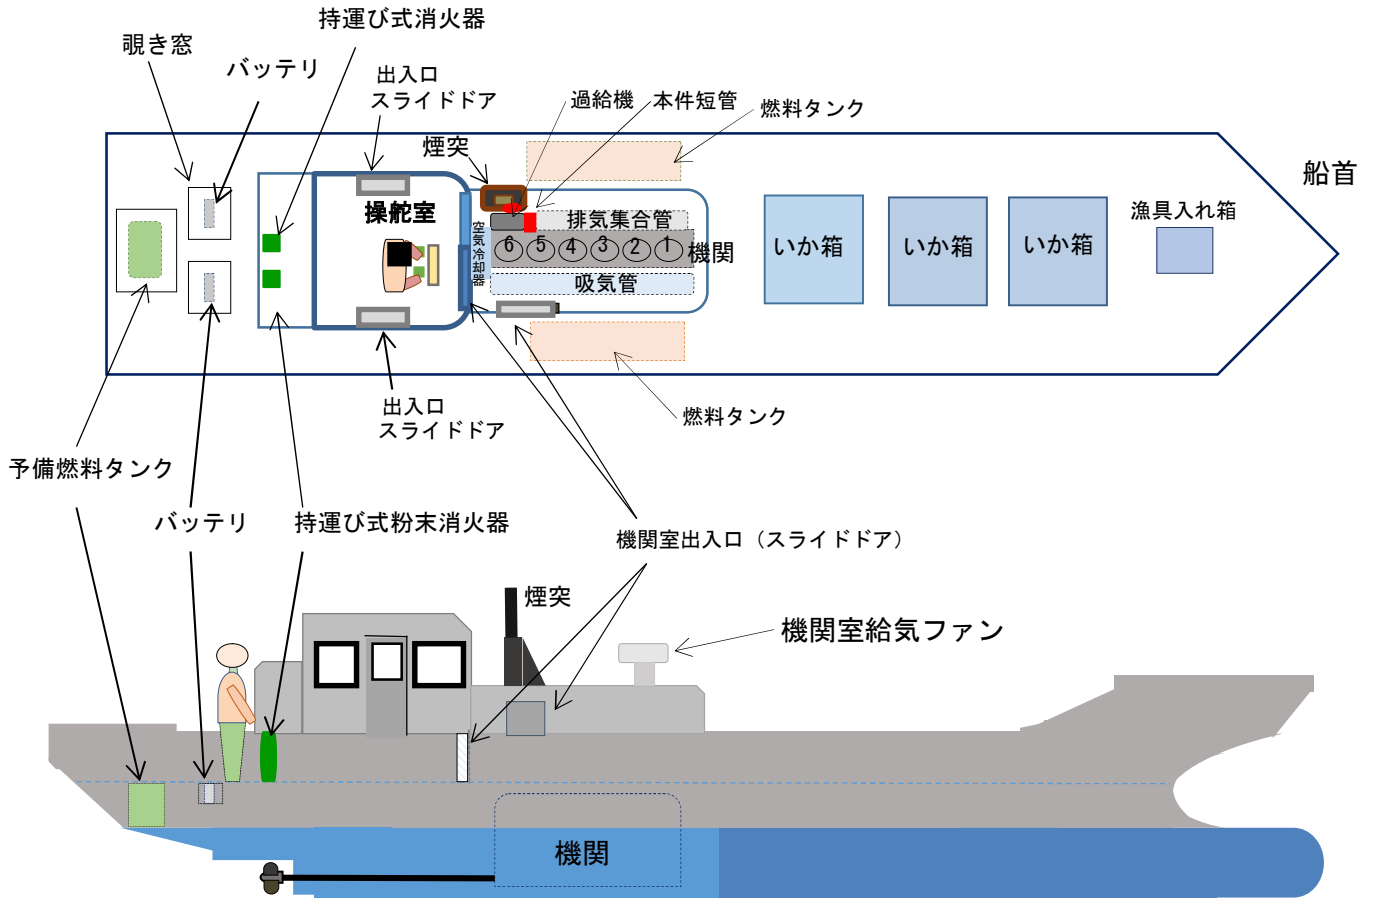 持運び式消火器
覗き窓
バッテリ
出入口
スライドドア
過給機
本件短管
燃料タンク
煙突
船首
操舵室
排気集合管
漁具入れ箱
空気冷却器
6
5
4
3
2
1
機関
いか箱
いか箱
いか箱
吸気管
出入口
スライドドア
燃料タンク
予備燃料タンク
バッテリ
持運び式粉末消火器
機関室出入口（スライドドア）
煙突
機関室給気ファン
機関